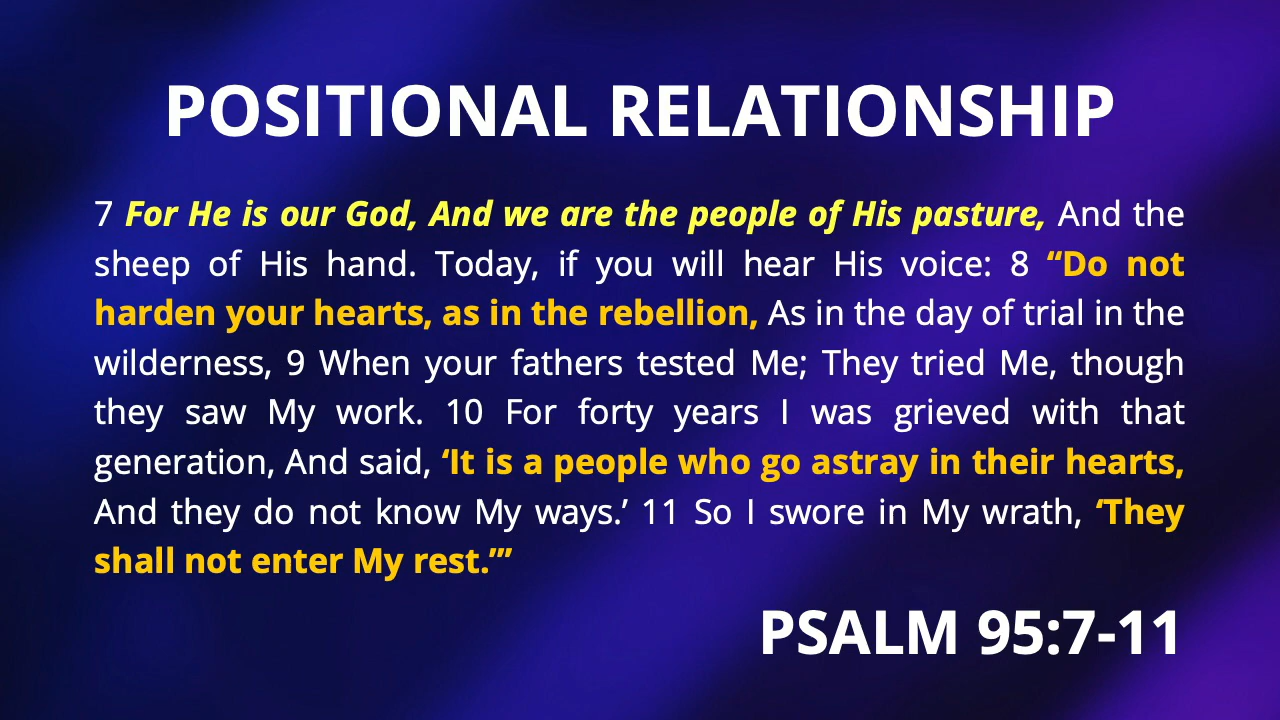 POSITIONAL RELATIONSHIP
7 For He is our God, And we are the people of His pasture, And the
sheep of His hand. Today, if you will hear His voice: 8 “Do not
harden your hearts, as in the rebellion, As in the day of trial in the
wilderness, 9 When your fathers tested Me; They tried Me, though
they saw My work. 10 For forty years I was grieved with that
generation, And said, ‘It is a people who go astray in their hearts,
And they do not know My ways.’ 11 So I swore in My wrath, ‘They
shall not enter My rest.’”
PSALM 95:7-11